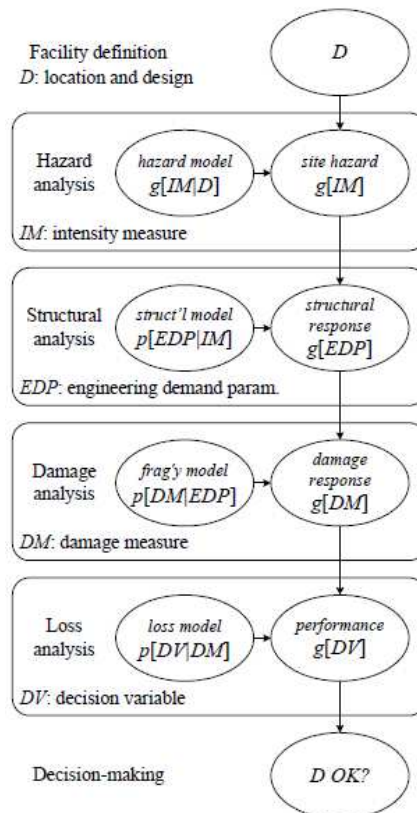 Facility definition
D: location and design
D
Hazard
analysis
hazard model
g[IM|D]
site hazard
g[IM]
IM: intensity measure
Structural
analysis
struct'l model
p[EDP|IM]
structural
response
g[EDP]
EDP: engineering demand param.
Damage
analysis
frag'y model
p[DM|EDP]
damage
response
g[DM]
DM: damage measure
Loss
analysis
loss model
p[DV|DM]
performance
g[DV]
DV: decision variable
Decision-making
D OK?